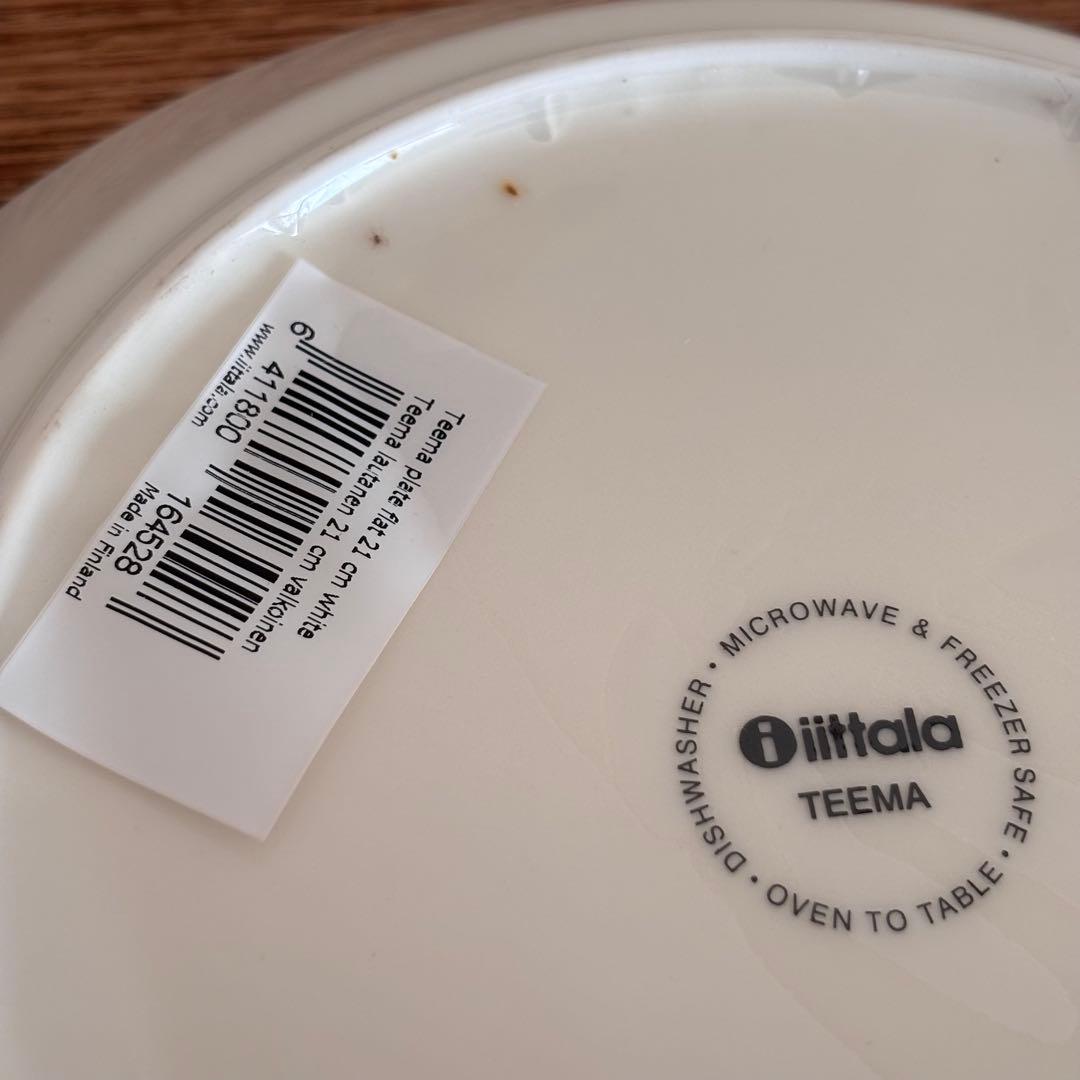 Teema plate flat 21 cm white
Teema lautanen 21 cm valkoinen
6 411800 164528
www.iittala.com
Made in Finland
DISHWASHER • MICROWAVE & FREEZER SAFE • OVEN TO TABLE •
i iittala
TEEMA